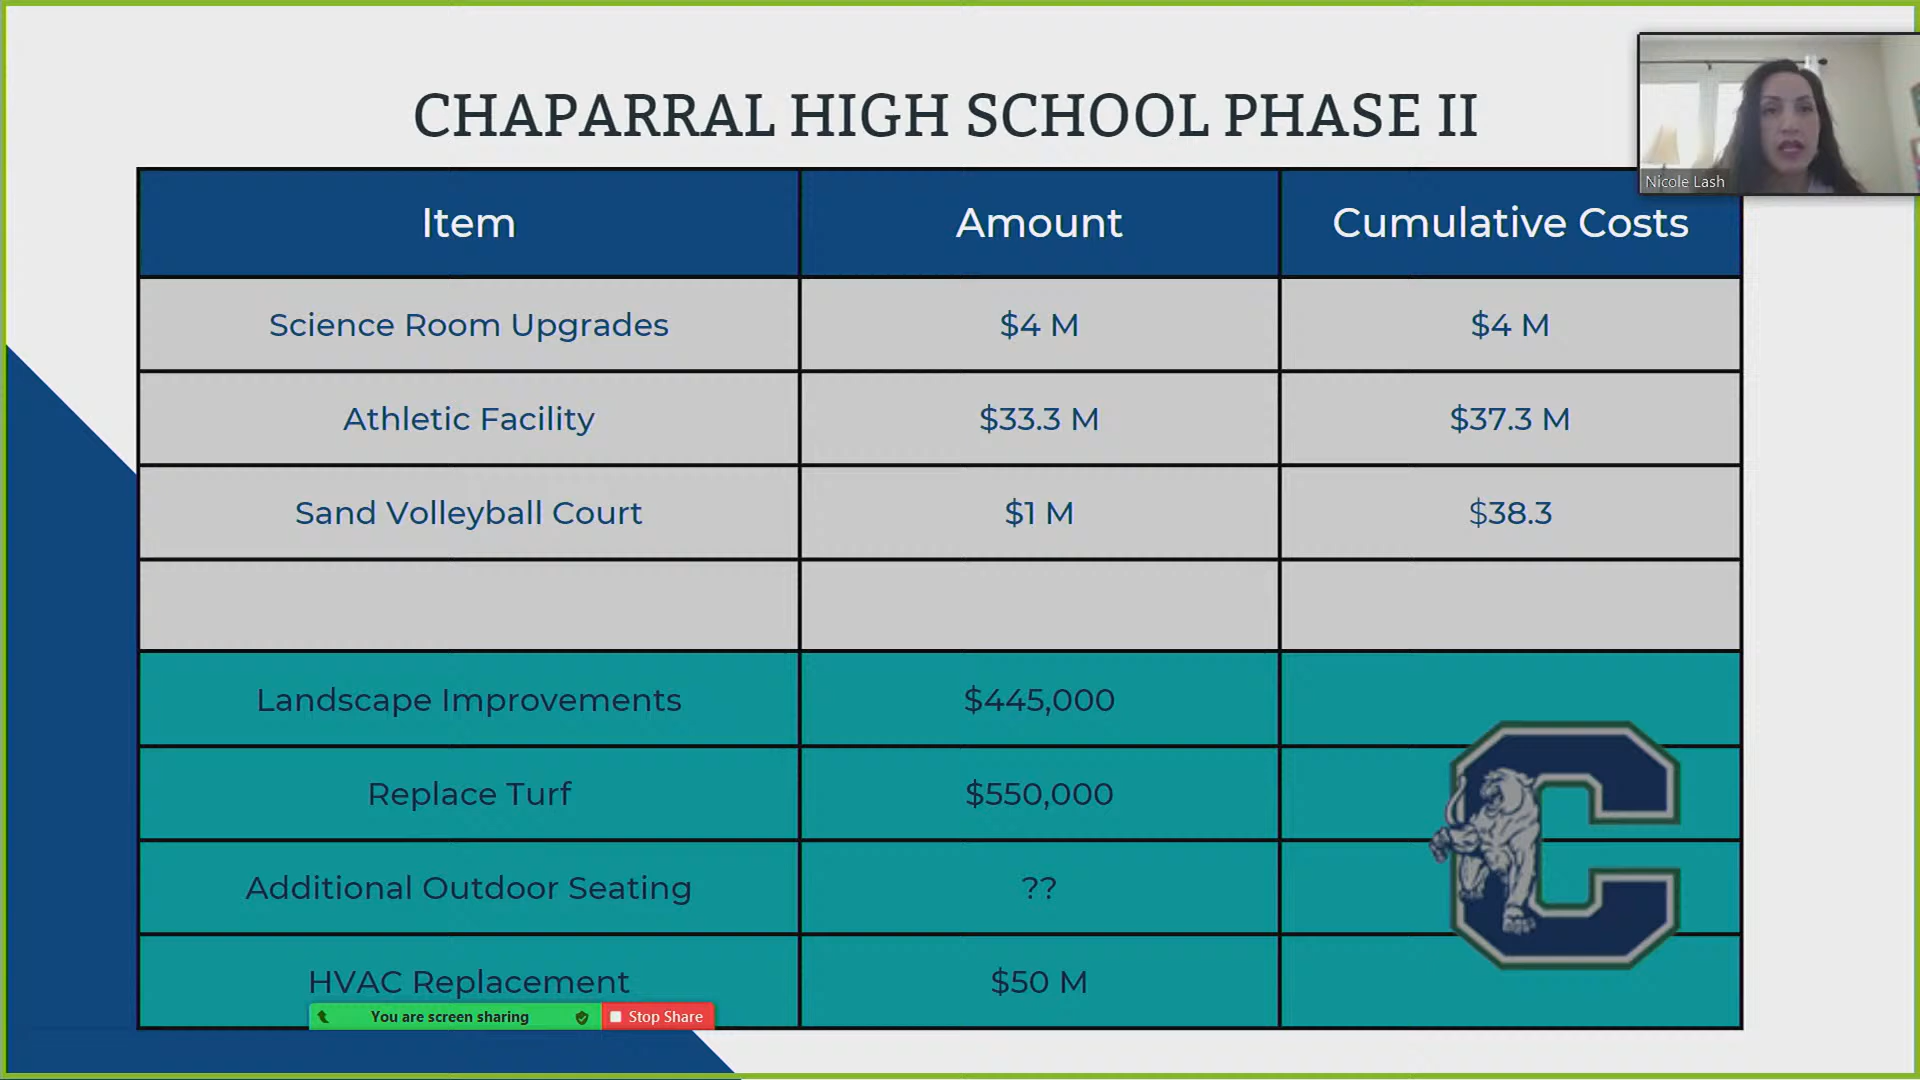 CHAPARRAL HIGH SCHOOL PHASE II
Nicole Lash
Item Amount Cumulative Costs
Science Room Upgrades $4 M $4 M
Athletic Facility $33.3 M $37.3 M
Sand Volleyball Court $1 M $38.3
Landscape Improvements $445,000
Replace Turf $550,000
Additional Outdoor Seating ??
HVAC Replacement $50 M
C
You are screen sharing Stop Share